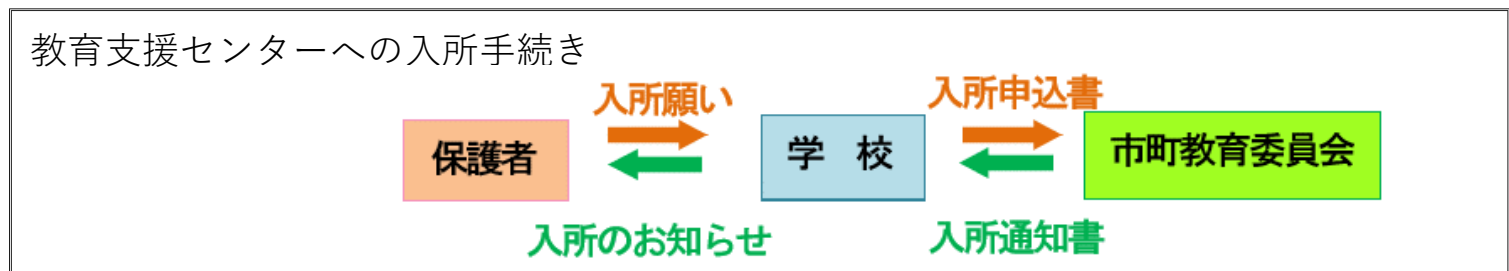 教育支援センターへの入所手続き
入所願い
入所申込書
保護者
学 校
市町教育委員会
入所のお知らせ
入所通知書